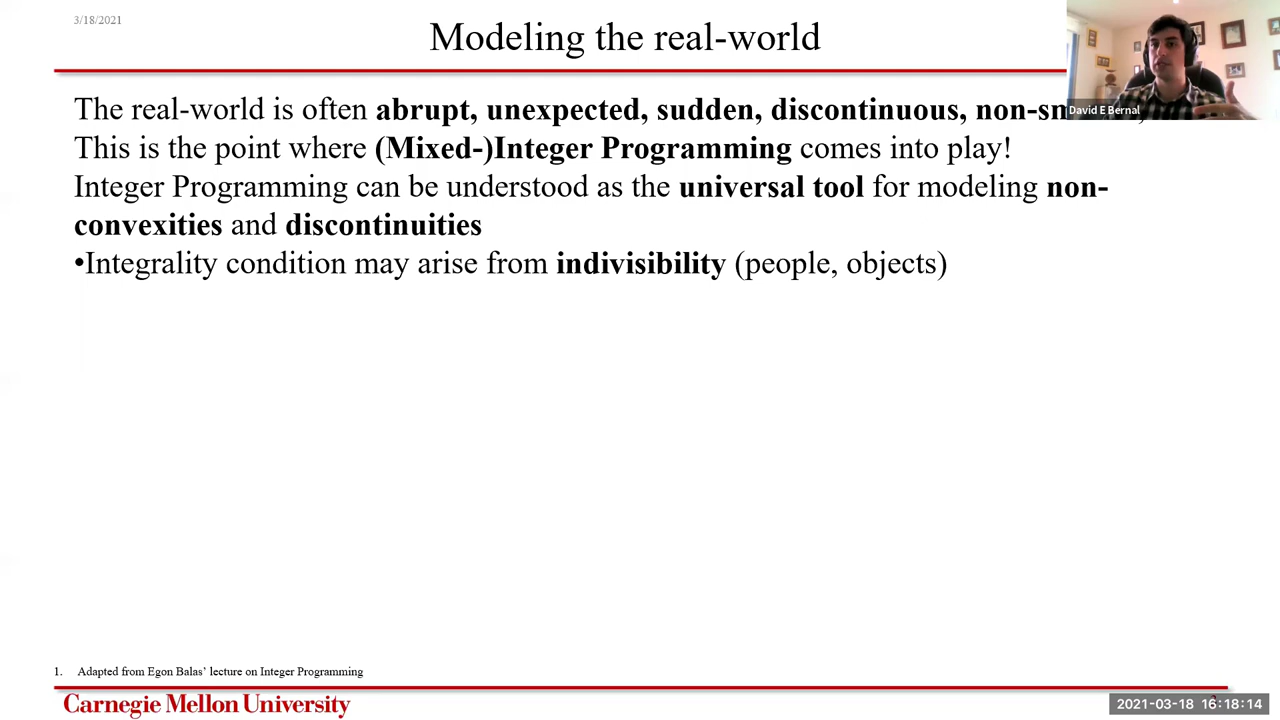 3/18/2021
Modeling the real-world
David E Bernal
The real-world is often abrupt, unexpected, sudden, discontinuous,
This is the point where (Mixed-)Integer Programming comes into play!
Integer Programming can be understood as the universal tool for modeling non-
convexities and discontinuities
•Integrality condition may arise from indivisibility (people, objects)
1. Adapted from Egon Balas’ lecture on Integer Programming
Carnegie Mellon University
2021-03-18 16:18:14